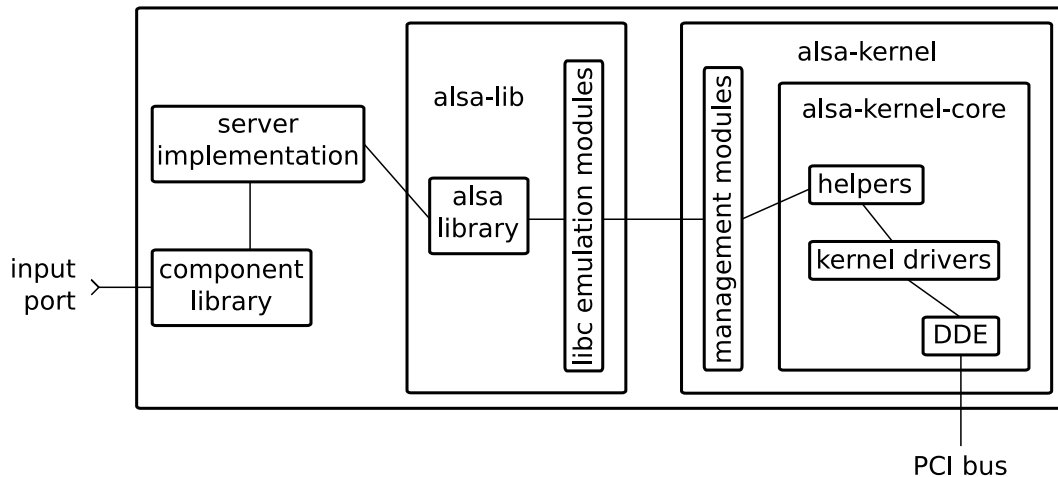 input
port
server
implementation
component
library
alsa-lib
alsa
library
libc emulation modules
alsa-kernel
management modules
alsa-kernel-core
helpers
kernel drivers
DDE
PCI bus